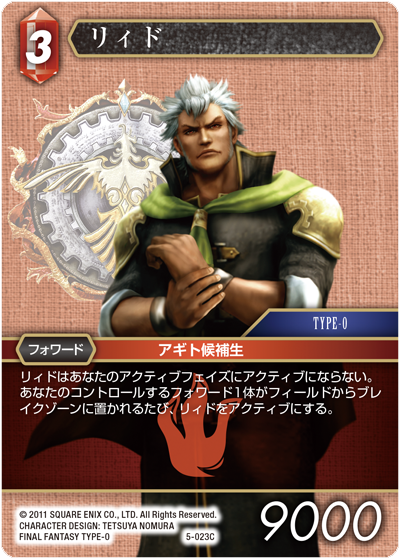 3
リィド
TYPE-0
フォワード
アギト候補生
リィドはあなたのアクティブフェイズにアクティブにならない。
あなたのコントロールするフォワード1体がフィールドからブレ
イクゾーンに置かれるたび、リィドをアクティブにする。
© 2011 SQUARE ENIX CO., LTD. All Rights Reserved.
CHARACTER DESIGN: TETSUYA NOMURA
FINAL FANTASY TYPE-0
5-023C
9000